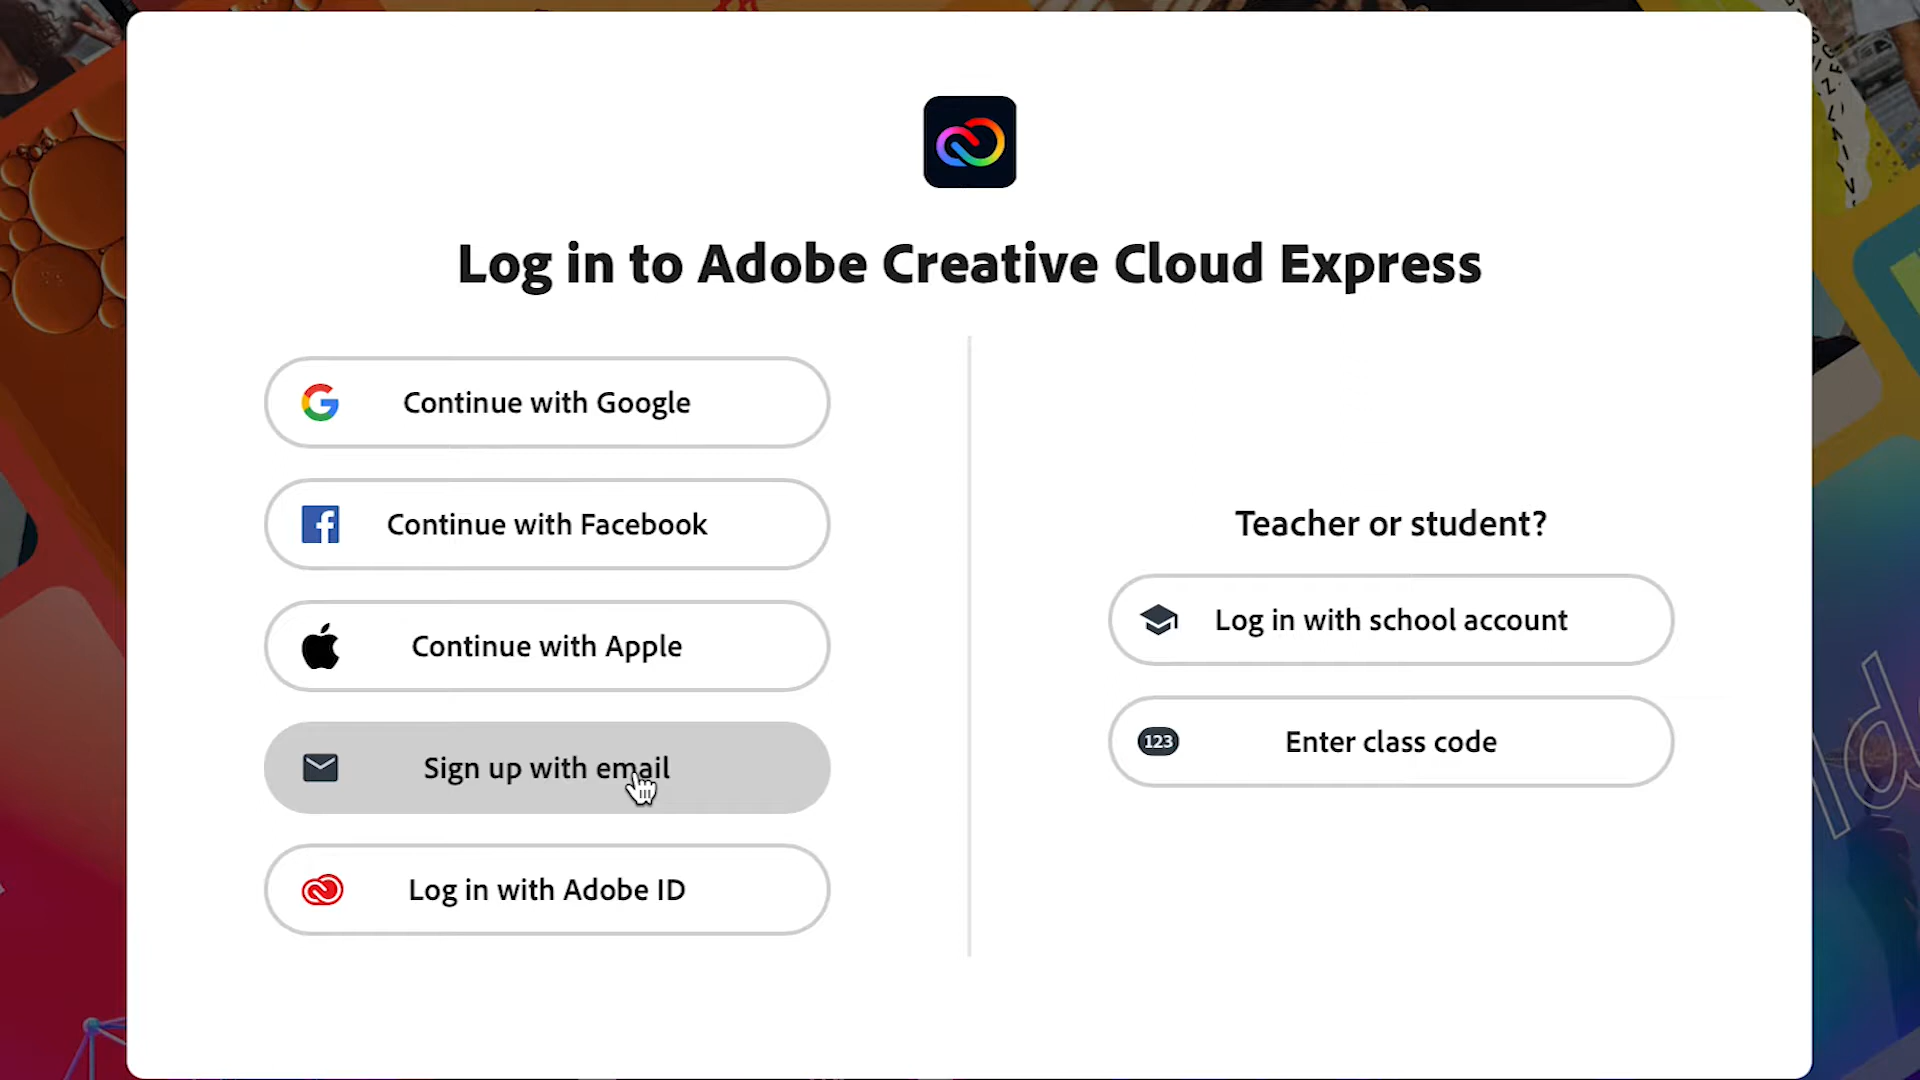 Log in to Adobe Creative Cloud Express
Continue with Google
Continue with Facebook
Continue with Apple
Sign up with email
Log in with Adobe ID
Teacher or student?
Log in with school account
123 Enter class code